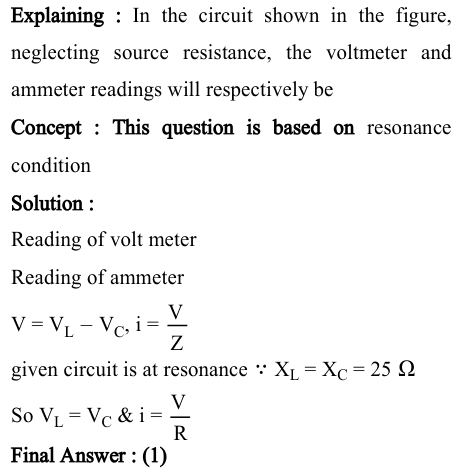 Explaining : In the circuit shown in the figure,
neglecting source resistance, the voltmeter and
ammeter readings will respectively be
Concept : This question is based on resonance
condition
Solution :
Reading of volt meter
Reading of ammeter
V = V_L – V_C, i = V/Z
given circuit is at resonance ∵ X_L = X_C = 25 Ω
So V_L = V_C & i = V/R
Final Answer : (1)